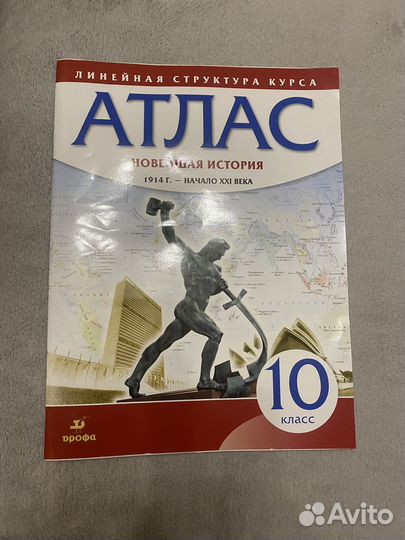 ЛИНЕЙНАЯ СТРУКТУРА КУРСА
АТЛАС
НОВЕЙШАЯ ИСТОРИЯ
1914 Г. — НАЧАЛО XXI ВЕКА
10
КЛАСС
ДРОФА
Avito